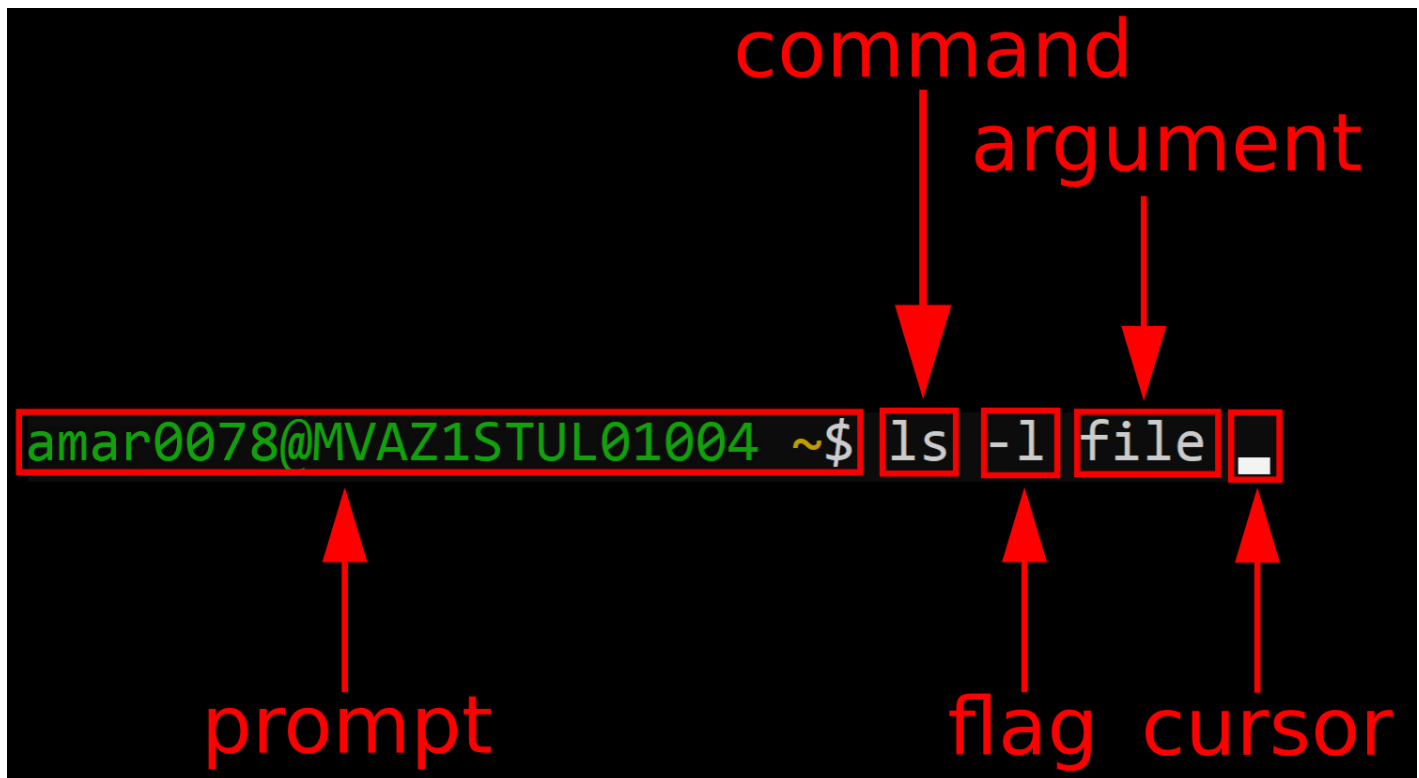 command
argument
amar0078@MVAZ1STUL01004 ~$ ls -l file
prompt
flag cursor